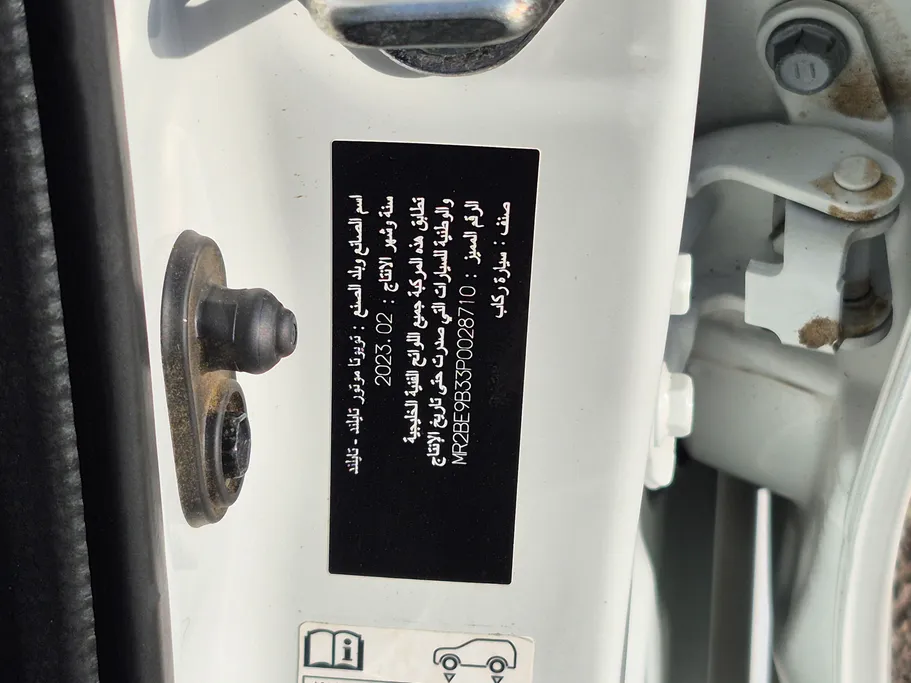 اسم الصانع وبلد الصنع : تويوتا موتور تايلند - تايلند
سنة وشهر الانتاج : 2023.02
تطابق هذه المركبة جميع اللوائح الفنية الخليجية
والوطنية للسيارات التي صدرت حتى تاريخ الإنتاج
الرقم المميز : MR2BE9B33P0028710
صنف : سيارة ركاب
i